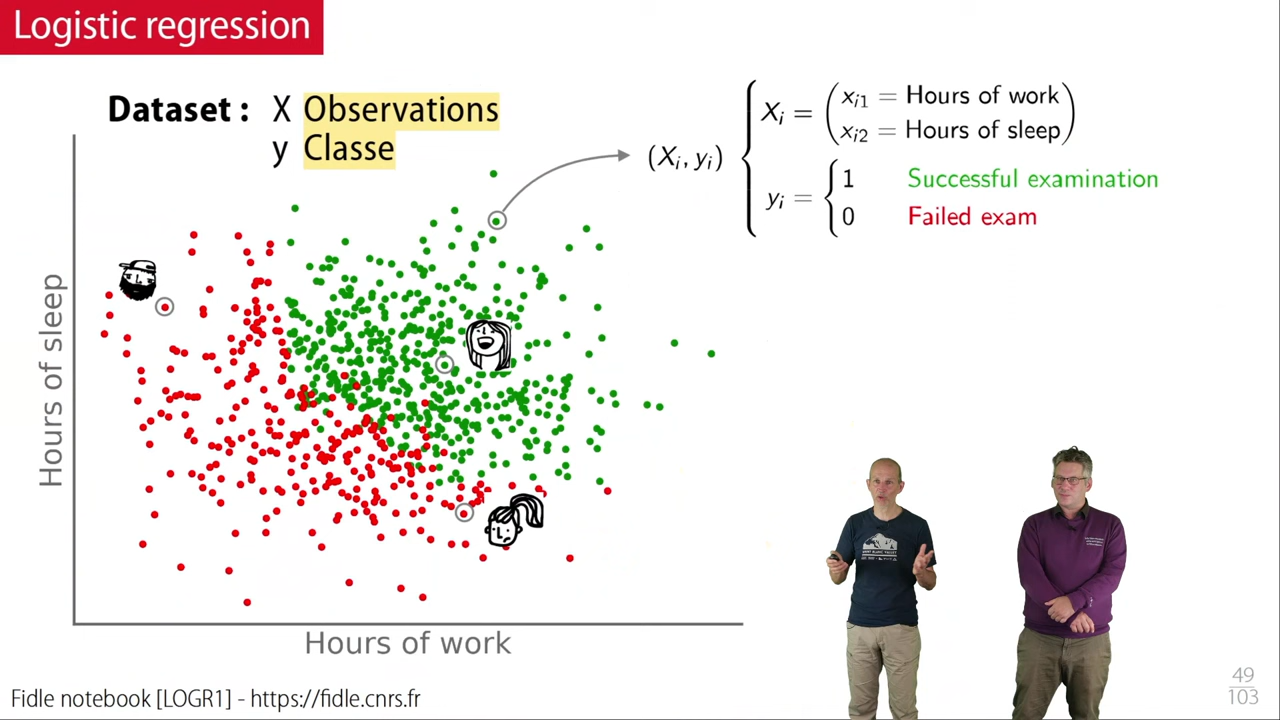 Logistic regression
Dataset : X Observations
y Classe
(Xᵢ, yᵢ)
Xᵢ = (xᵢ₁ = Hours of work
xᵢ₂ = Hours of sleep)
yᵢ = { 1 Successful examination
0 Failed exam
Hours of sleep
Hours of work
Fidle notebook [LOGR1] - https://fidle.cnrs.fr
49
103